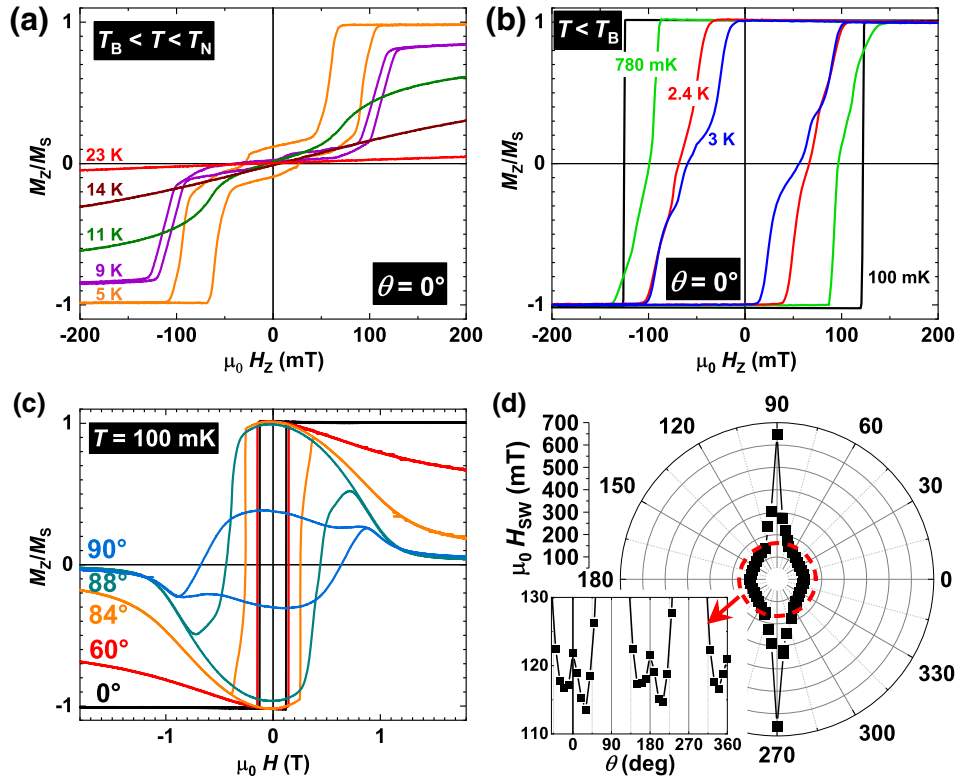 (a)
T_B < T < T_N
M_Z/M_S
1
0
-1
23 K
14 K
11 K
9 K
5 K
θ = 0°
-200 -100 0 100 200
μ₀ H_Z (mT)
(b)
T < T_B
M_Z/M_S
1
0
-1
780 mK
2.4 K
3 K
100 mK
θ = 0°
-200 -100 0 100 200
μ₀ H_Z (mT)
(c)
T = 100 mK
M_Z/M_S
1
0
-1
90°
88°
84°
60°
0°
-1 0 1
μ₀ H (T)
(d)
μ₀ H_SW (mT)
700
600
500
400
300
200
100
90
120 60
150 30
180 0
330
300
270
130
120
110
0 90 180 270 360
θ (deg)